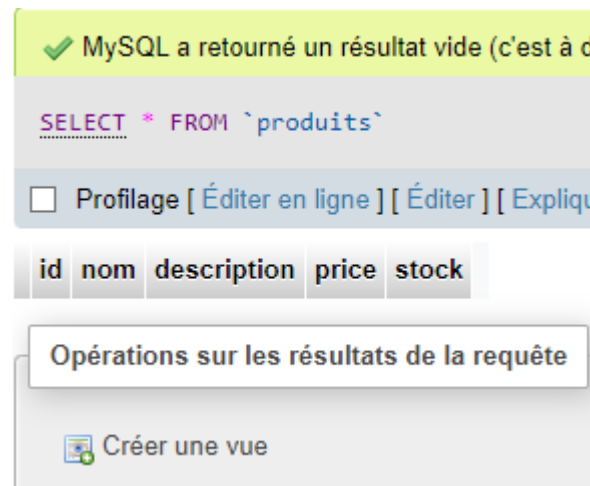 MySQL a retourné un résultat vide (c'est à
SELECT * FROM `produits`
Profilage [ Éditer en ligne ] [ Éditer ] [
id nom description price stock
Opérations sur les résultats de la requête
Créer une vue